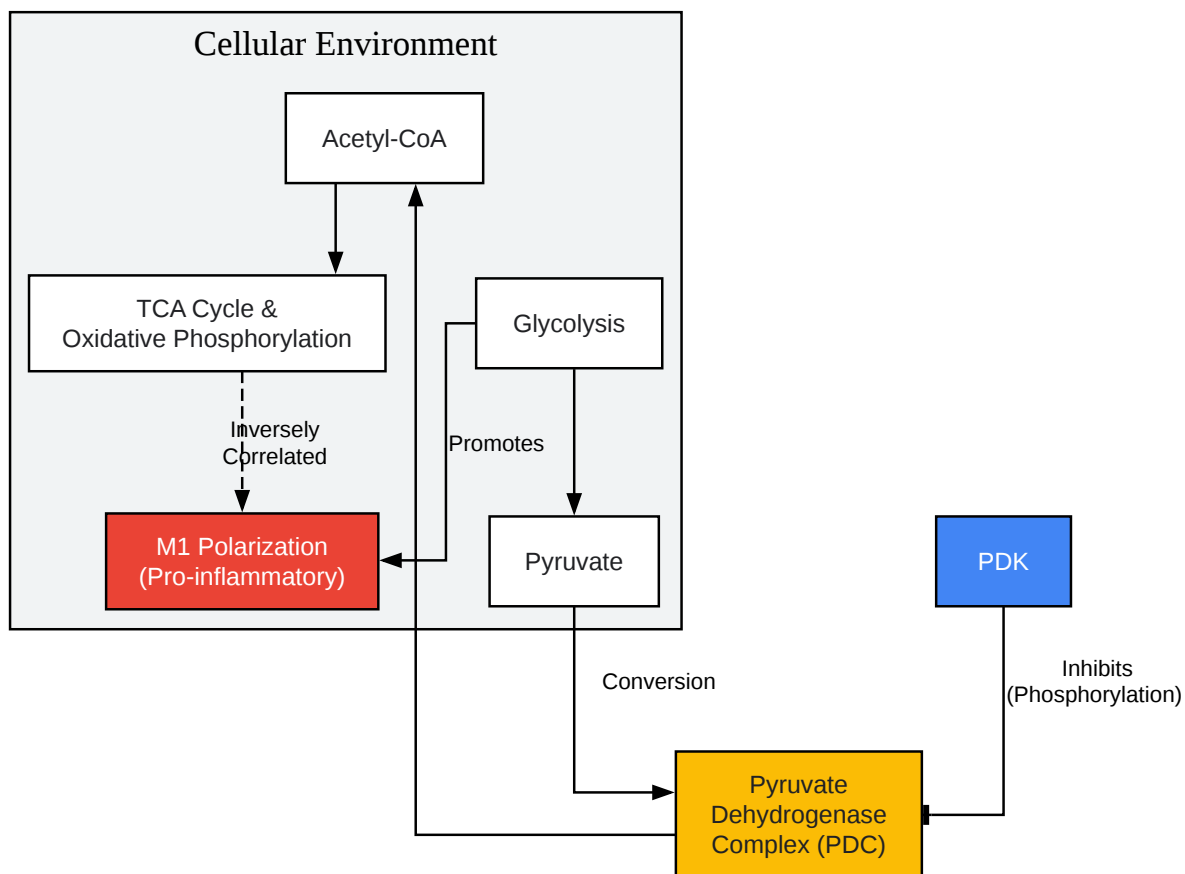 Cellular Environment
Acetyl-CoA
TCA Cycle &
Oxidative Phosphorylation
Glycolysis
Inversely
Correlated
Promotes
M1 Polarization
(Pro-inflammatory)
Pyruvate
PDK
Conversion
Inhibits
(Phosphorylation)
Pyruvate
Dehydrogenase
Complex (PDC)